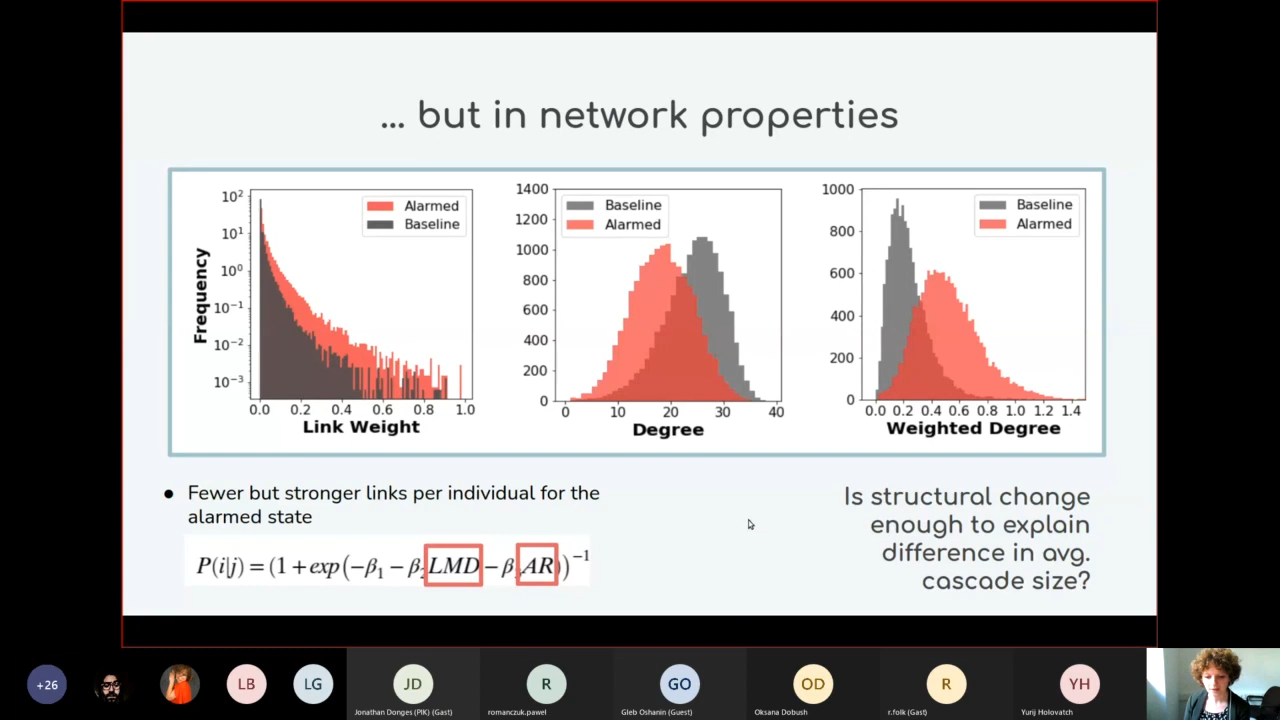 ... but in network properties
Frequency
10²
10¹
10⁰
10⁻¹
10⁻²
10⁻³
Alarmed
Baseline
0.0 0.2 0.4 0.6 0.8 1.0
Link Weight
1400
1200
1000
800
600
400
200
0
Baseline
Alarmed
0 10 20 30 40
Degree
1000
800
600
400
200
0
Baseline
Alarmed
0.0 0.2 0.4 0.6 0.8 1.0 1.2 1.4
Weighted Degree
● Fewer but stronger links per individual for the
alarmed state
P(i|j) = (1 + exp(−β₁ − β LMD − β AR))⁻¹
Is structural change
enough to explain
difference in avg.
cascade size?
+26
LB
LG
JD
R
GO
OD
R
YH
Jonathan Donges (PIK) (Gast)
romanczuk.pawel
Gleb Oshanin (Guest)
Oksana Dobush
r.folk (Gast)
Yurij Holovatch